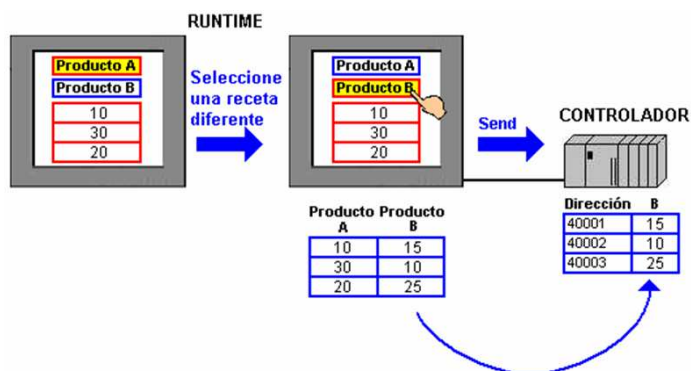 RUNTIME
Producto A
Producto B
10
30
20
Seleccione
una receta
diferente
Producto A
Producto B
10
30
20
Send
CONTROLADOR
Dirección B
40001 15
40002 10
40003 25
Producto Producto
A B
10 15
30 10
20 25